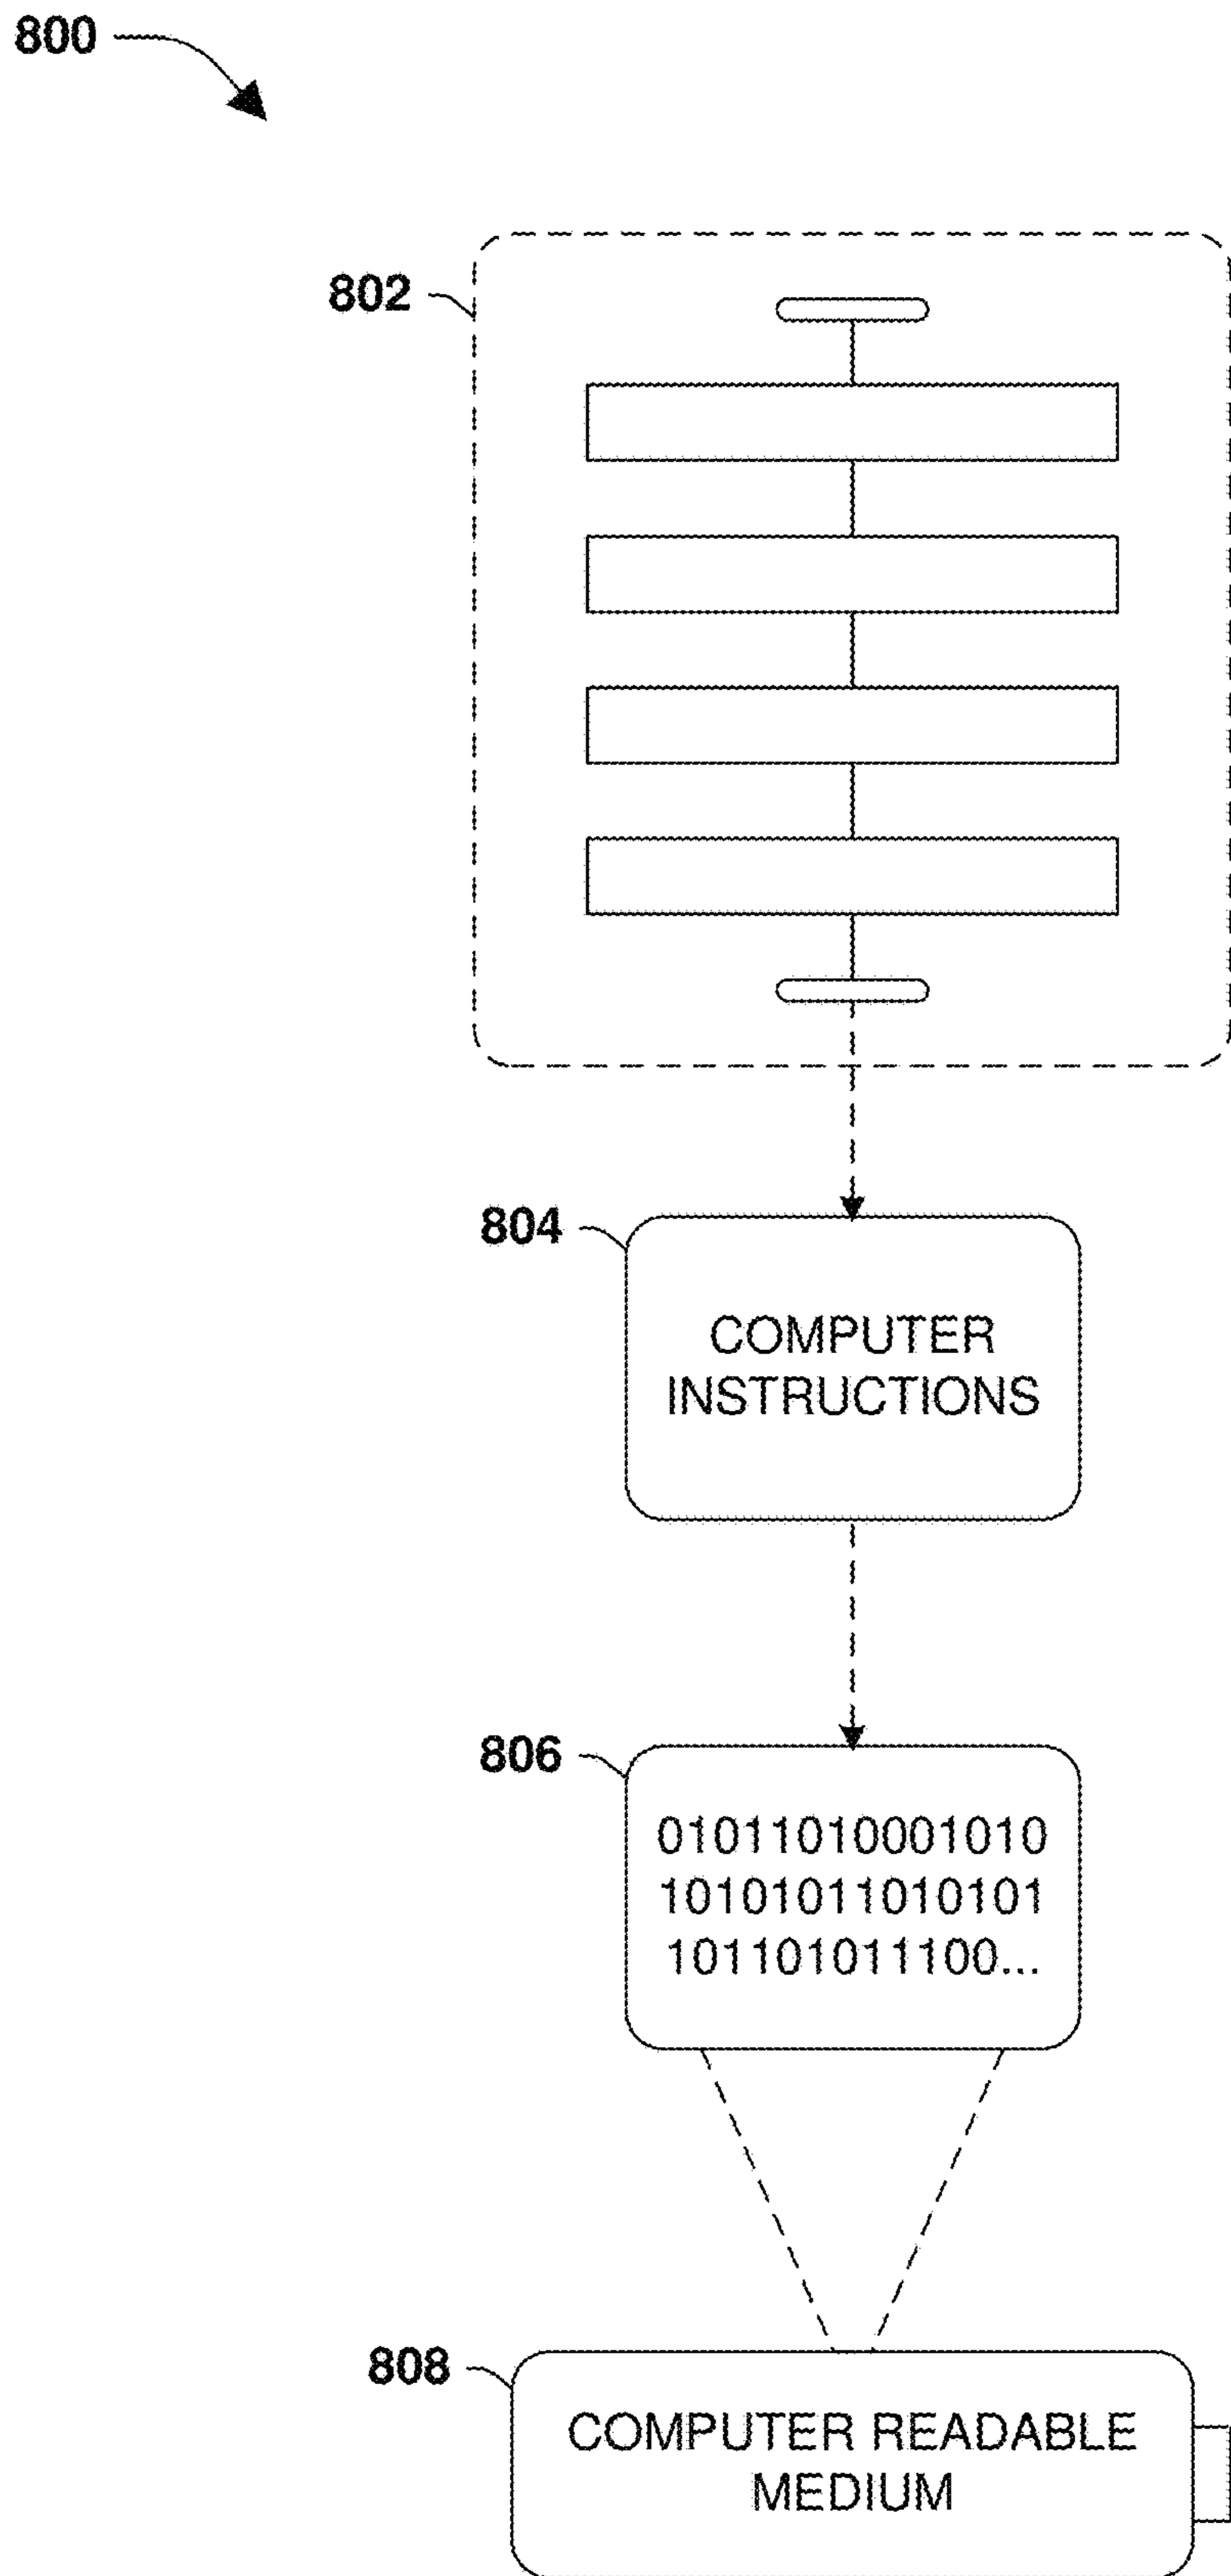 800
802
804
COMPUTER
INSTRUCTIONS
806
01011010001010
10101011010101
101101011100...
808
COMPUTER READABLE
MEDIUM